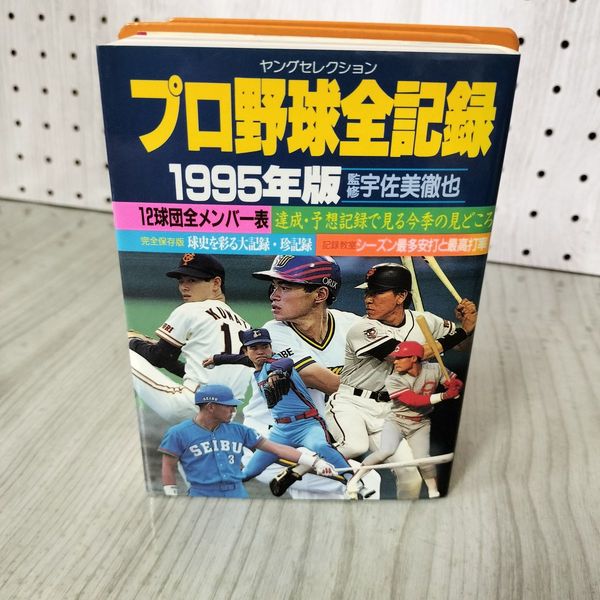 ヤングセレクション
プロ野球全記録
1995年版 監修 宇佐美徹也
12球団全メンバー表 達成・予想記録で見る今季の見どころ
完全保存版 球史を彩る大記録・珍記録 記録教室 シーズン最多安打と最高打率
SEIBU
3